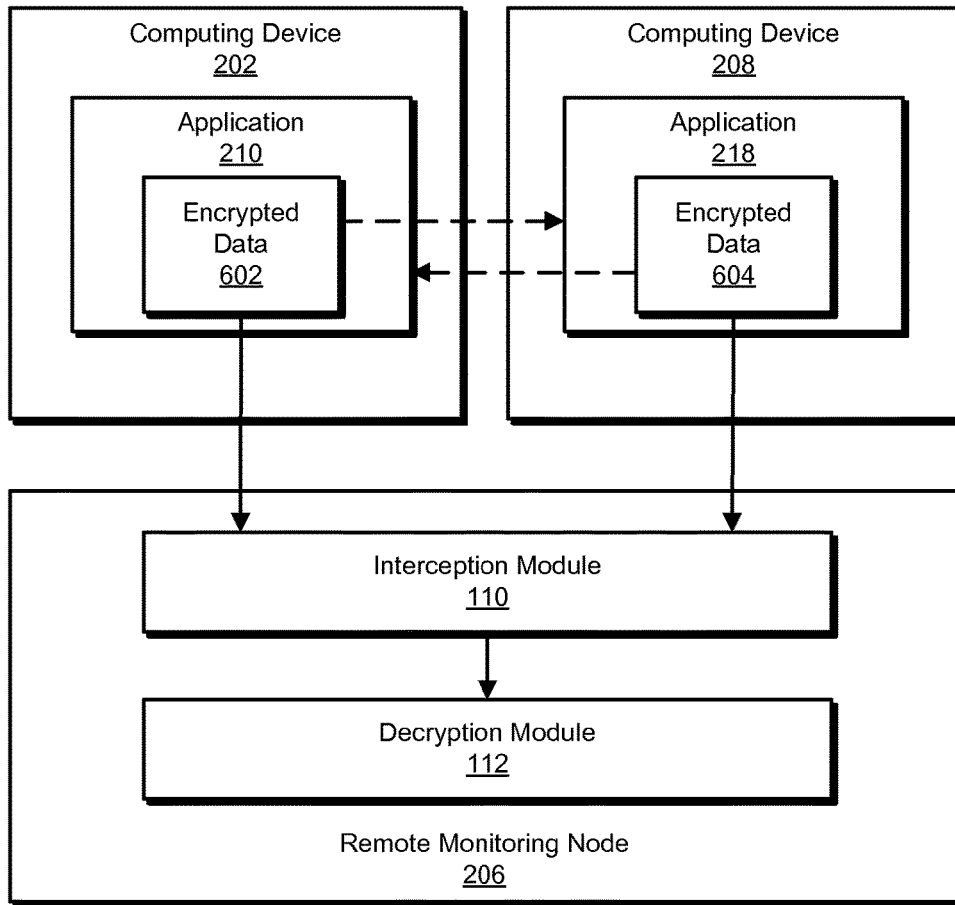 Computing Device
202
Application
210
Encrypted
Data
602
Computing Device
208
Application
218
Encrypted
Data
604
Interception Module
110
Decryption Module
112
Remote Monitoring Node
206